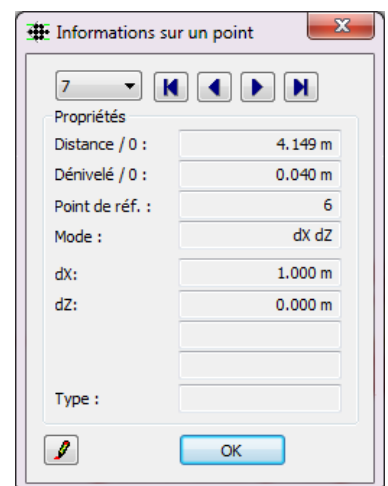 Informations sur un point
7
Propriétés
Distance / 0 : 4.149 m
Dénivelé / 0 : 0.040 m
Point de réf. : 6
Mode : dX dZ
dX: 1.000 m
dZ: 0.000 m
Type :
OK